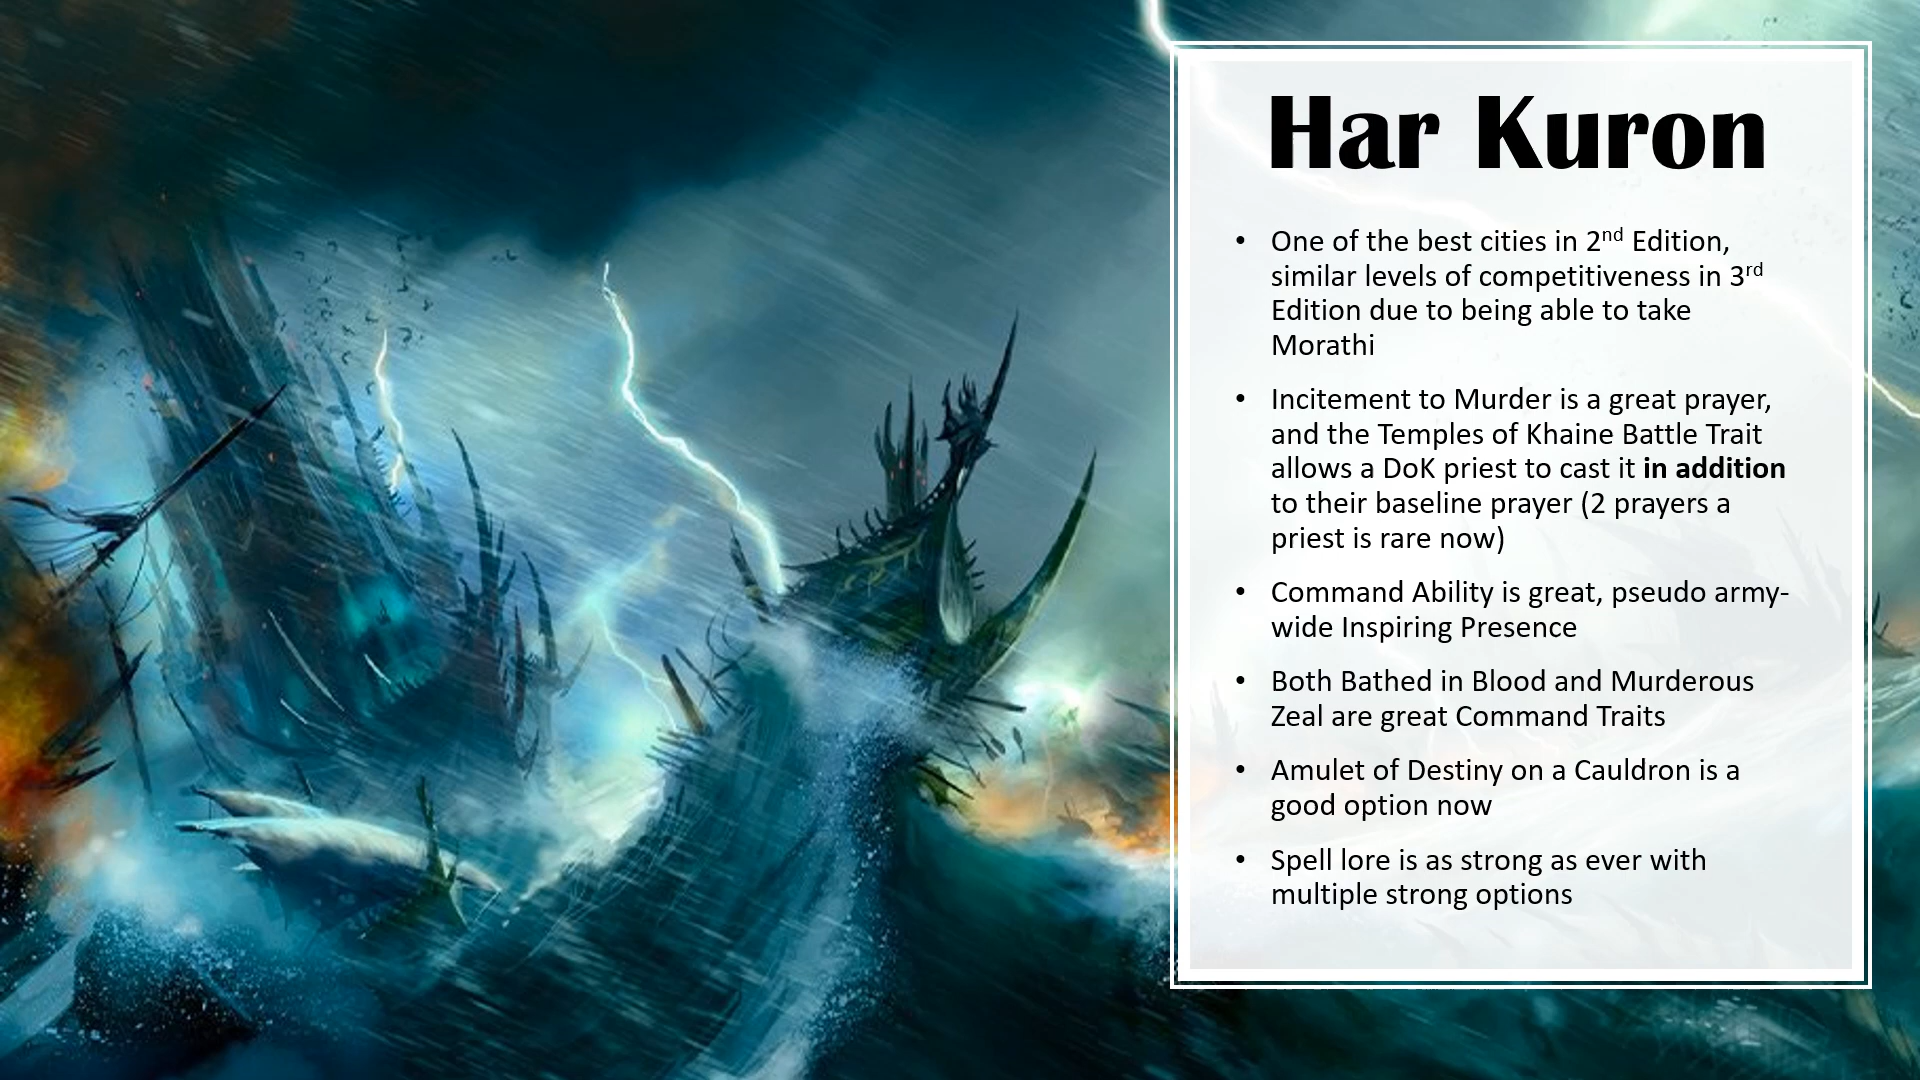 Har Kuron
• One of the best cities in 2nd Edition,
similar levels of competitiveness in 3rd
Edition due to being able to take
Morathi
• Incitement to Murder is a great prayer,
and the Temples of Khaine Battle Trait
allows a DoK priest to cast it in addition
to their baseline prayer (2 prayers a
priest is rare now)
• Command Ability is great, pseudo army-
wide Inspiring Presence
• Both Bathed in Blood and Murderous
Zeal are great Command Traits
• Amulet of Destiny on a Cauldron is a
good option now
• Spell lore is as strong as ever with
multiple strong options